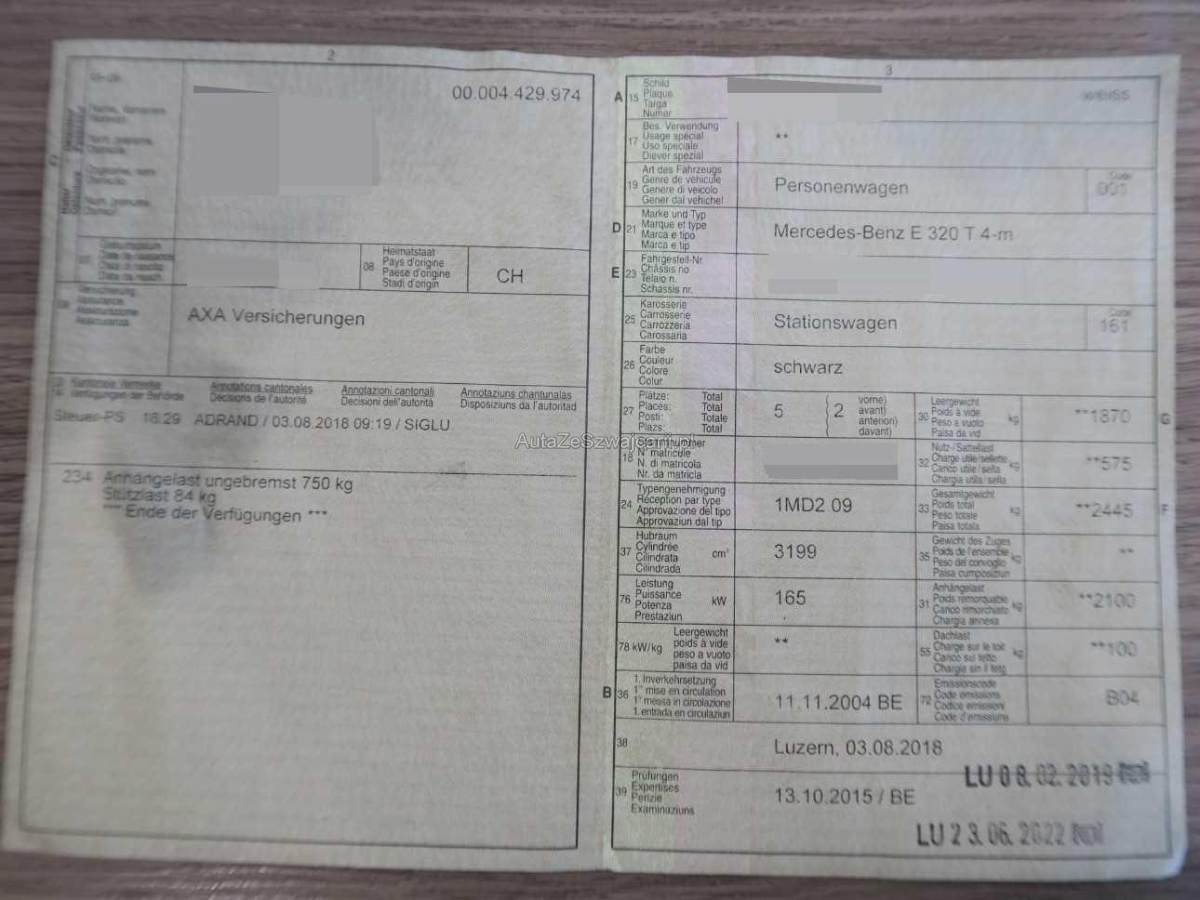 2
00.004.429.974
08
Heimatstaat
Pays d'origine
Paese d'origine
Stadi d'origin
CH
AXA Versicherungen
Kantonale Vermerke
Verfügungen der Behörde
Annotations cantonales
Décisions de l'autorité
Annotazioni cantonali
Decisioni dell'autorità
Annotaziuns chantunalas
Disposiziuns da l'autoritad
Steuer-PS 16.29 ADRAND / 03.08.2018 09:19 / SIGLU
234 Anhängelast ungebremst 750 kg
Stützlast 84 kg
*** Ende der Verfügungen ***
3
A 15
Schild
Plaque
Targa
Numer
WEISS
17
Bes. Verwendung
Usage spécial
Uso speciale
Diever spezial
**
19
Art des Fahrzeugs
Genre de véhicule
Genere di veicolo
Gener dal vehichel
Personenwagen
Code
001
D 21
Marke und Typ
Marque et type
Marca e tipo
Marca e tip
Mercedes-Benz E 320 T 4-m
E 23
Fahrgestell-Nr.
Châssis no
Telaio n.
Schassis nr.
25
Karosserie
Carrosserie
Carrozzeria
Carossaria
Stationswagen
Code
161
26
Farbe
Couleur
Colore
Colur
schwarz
27
Plätze: Total
Places: Total
Posti: Totale
Plazs: Total
5
2
vorne)
avant)
anteriori)
davant)
30
Leergewicht
Poids à vide
Peso a vuoto
Paisa da vid
kg
**1870
G
18
N° matricule
N. di matricola
Nr. da matricla
32
Nutz-/Sattellast
Charge utile/sellette
Carico utile/sella
Chargia utila/sella
kg
**575
24
Typengenehmigung
Réception par type
Approvazione del tipo
Approvaziun dal tip
1MD2 09
33
Gesamtgewicht
Poids total
Peso totale
Paisa totala
kg
**2445
F
37
Hubraum
Cylindrée
Cilindrata
Cilindrada
cm³
3199
35
Gewicht des Zuges
Poids de l'ensemble
Peso del convoglio
Paisa cumposiziun
kg
**
76
Leistung
Puissance
Potenza
Prestaziun
kW
165
31
Anhängelast
Poids remorquable
Carico rimorchiato
Chargia annexa
kg
**2100
78 kW/kg
Leergewicht
poids à vide
peso a vuoto
paisa da vid
**
55
Dachlast
Charge sur le toit
Carico sul tetto
Chargia sin il tetg
kg
**100
B 36
1. Inverkehrsetzung
1re mise en circulation
1a messa in circolazione
1. entrada en circulaziun
11.11.2004 BE
72
Emissionscode
Code émissions
Codice emissioni
Code d'emissiuns
B04
38
Luzern, 03.08.2018
39
Prüfungen
Expertises
Perizie
Examinaziuns
13.10.2015 / BE
LU 08. 02. 2019
LU 23. 06. 2022
AutaZeSzwajcarii.pl